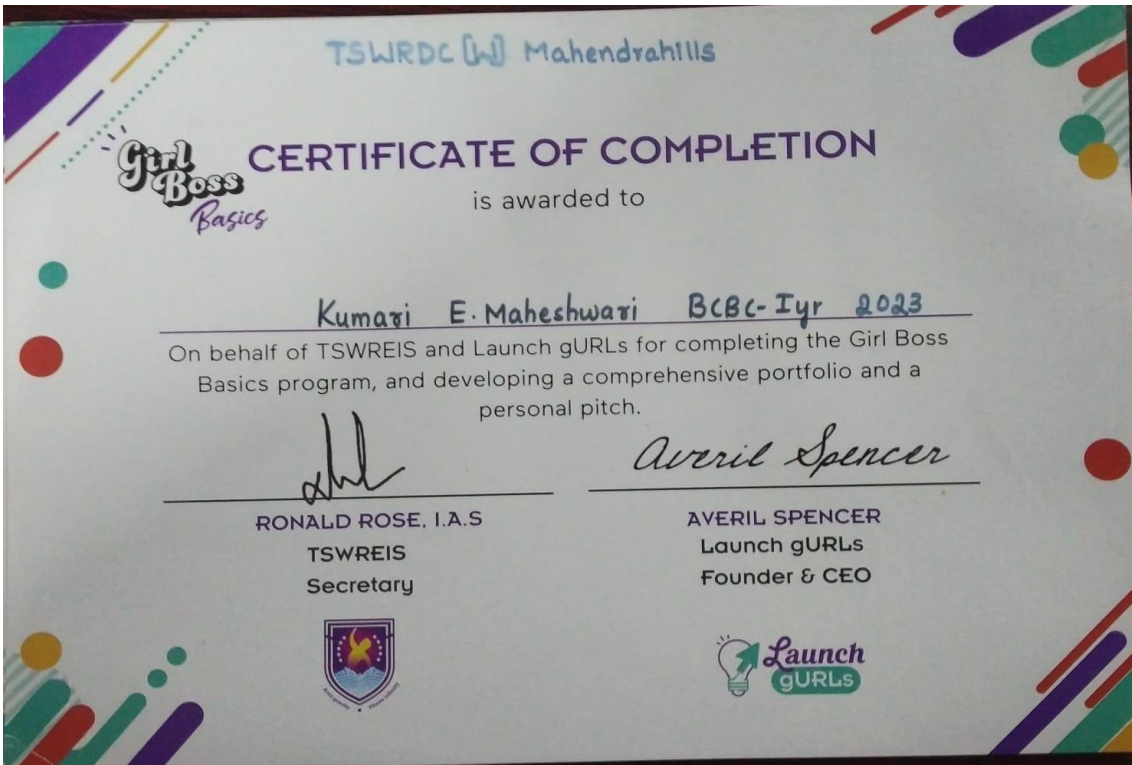 TSWRDC [W] Mahendrahills
Girl
Boss
Basics
CERTIFICATE OF COMPLETION
is awarded to
Kumari E. Maheshwari BCBC-Iyr 2023
On behalf of TSWREIS and Launch gURLs for completing the Girl Boss
Basics program, and developing a comprehensive portfolio and a
personal pitch.
Averil Spencer
RONALD ROSE, I.A.S
TSWREIS
Secretary
AVERIL SPENCER
Launch gURLs
Founder & CEO
Launch
gURLs